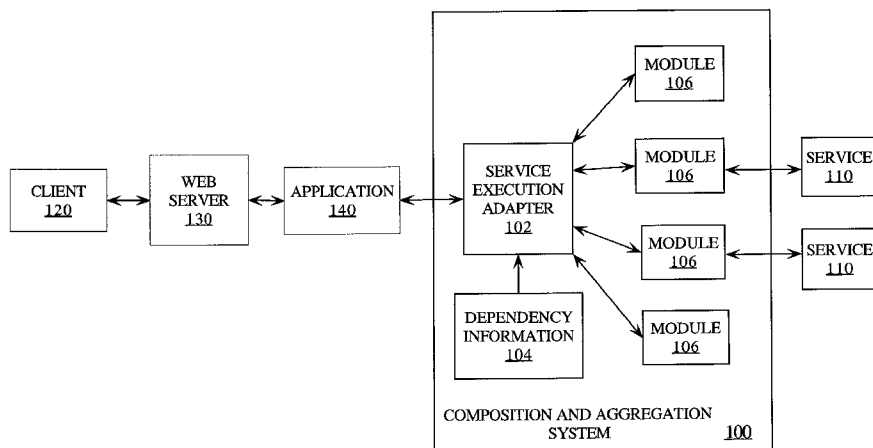 CLIENT
120
WEB
SERVER
130
APPLICATION
140
SERVICE
EXECUTION
ADAPTER
102
DEPENDENCY
INFORMATION
104
MODULE
106
MODULE
106
MODULE
106
MODULE
106
SERVICE
110
SERVICE
110
COMPOSITION AND AGGREGATION
SYSTEM
100